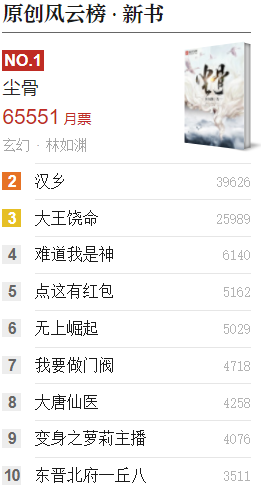 原创风云榜 · 新书
NO.1
尘骨
65551 月票
玄幻 · 林如渊
2 汉乡 39626
3 大王饶命 25989
4 难道我是神 6140
5 点这有红包 5162
6 无上崛起 5029
7 我要做门阀 4718
8 大唐仙医 4258
9 变身之萝莉主播 4076
10 东晋北府一丘八 3511